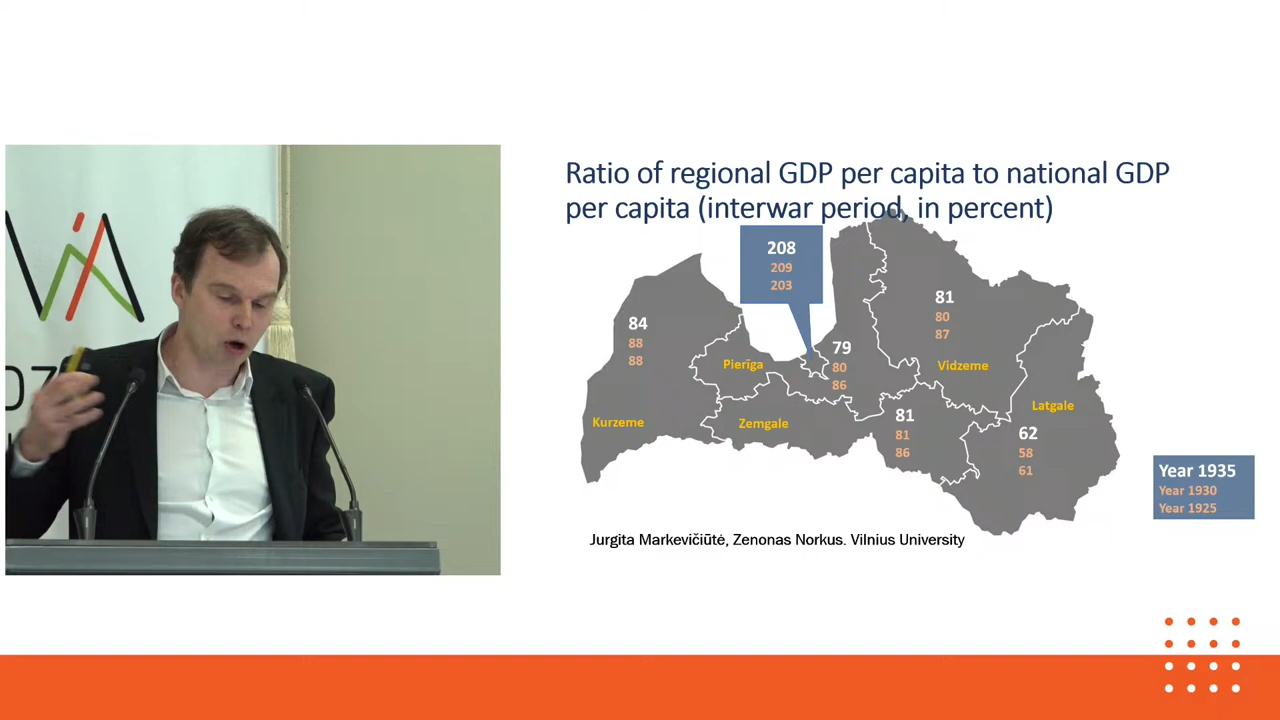 VIA
Ratio of regional GDP per capita to national GDP
per capita (interwar period, in percent)
208
209
203
84
88
88
Kurzeme
Pierīga
79
80
86
Zemgale
81
80
87
Vidzeme
81
81
86
Latgale
62
58
61
Year 1935
Year 1930
Year 1925
Jurgita Markevičiūtė, Zenonas Norkus. Vilnius University